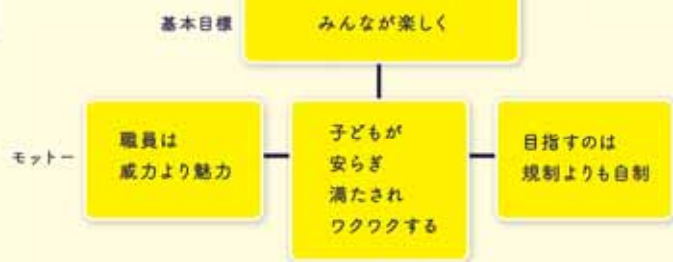 基本目標
みんなが楽しく
モットー
職員は
威力より魅力
子どもが
安らぎ
満たされ
ワクワクする
目指すのは
規制よりも自制